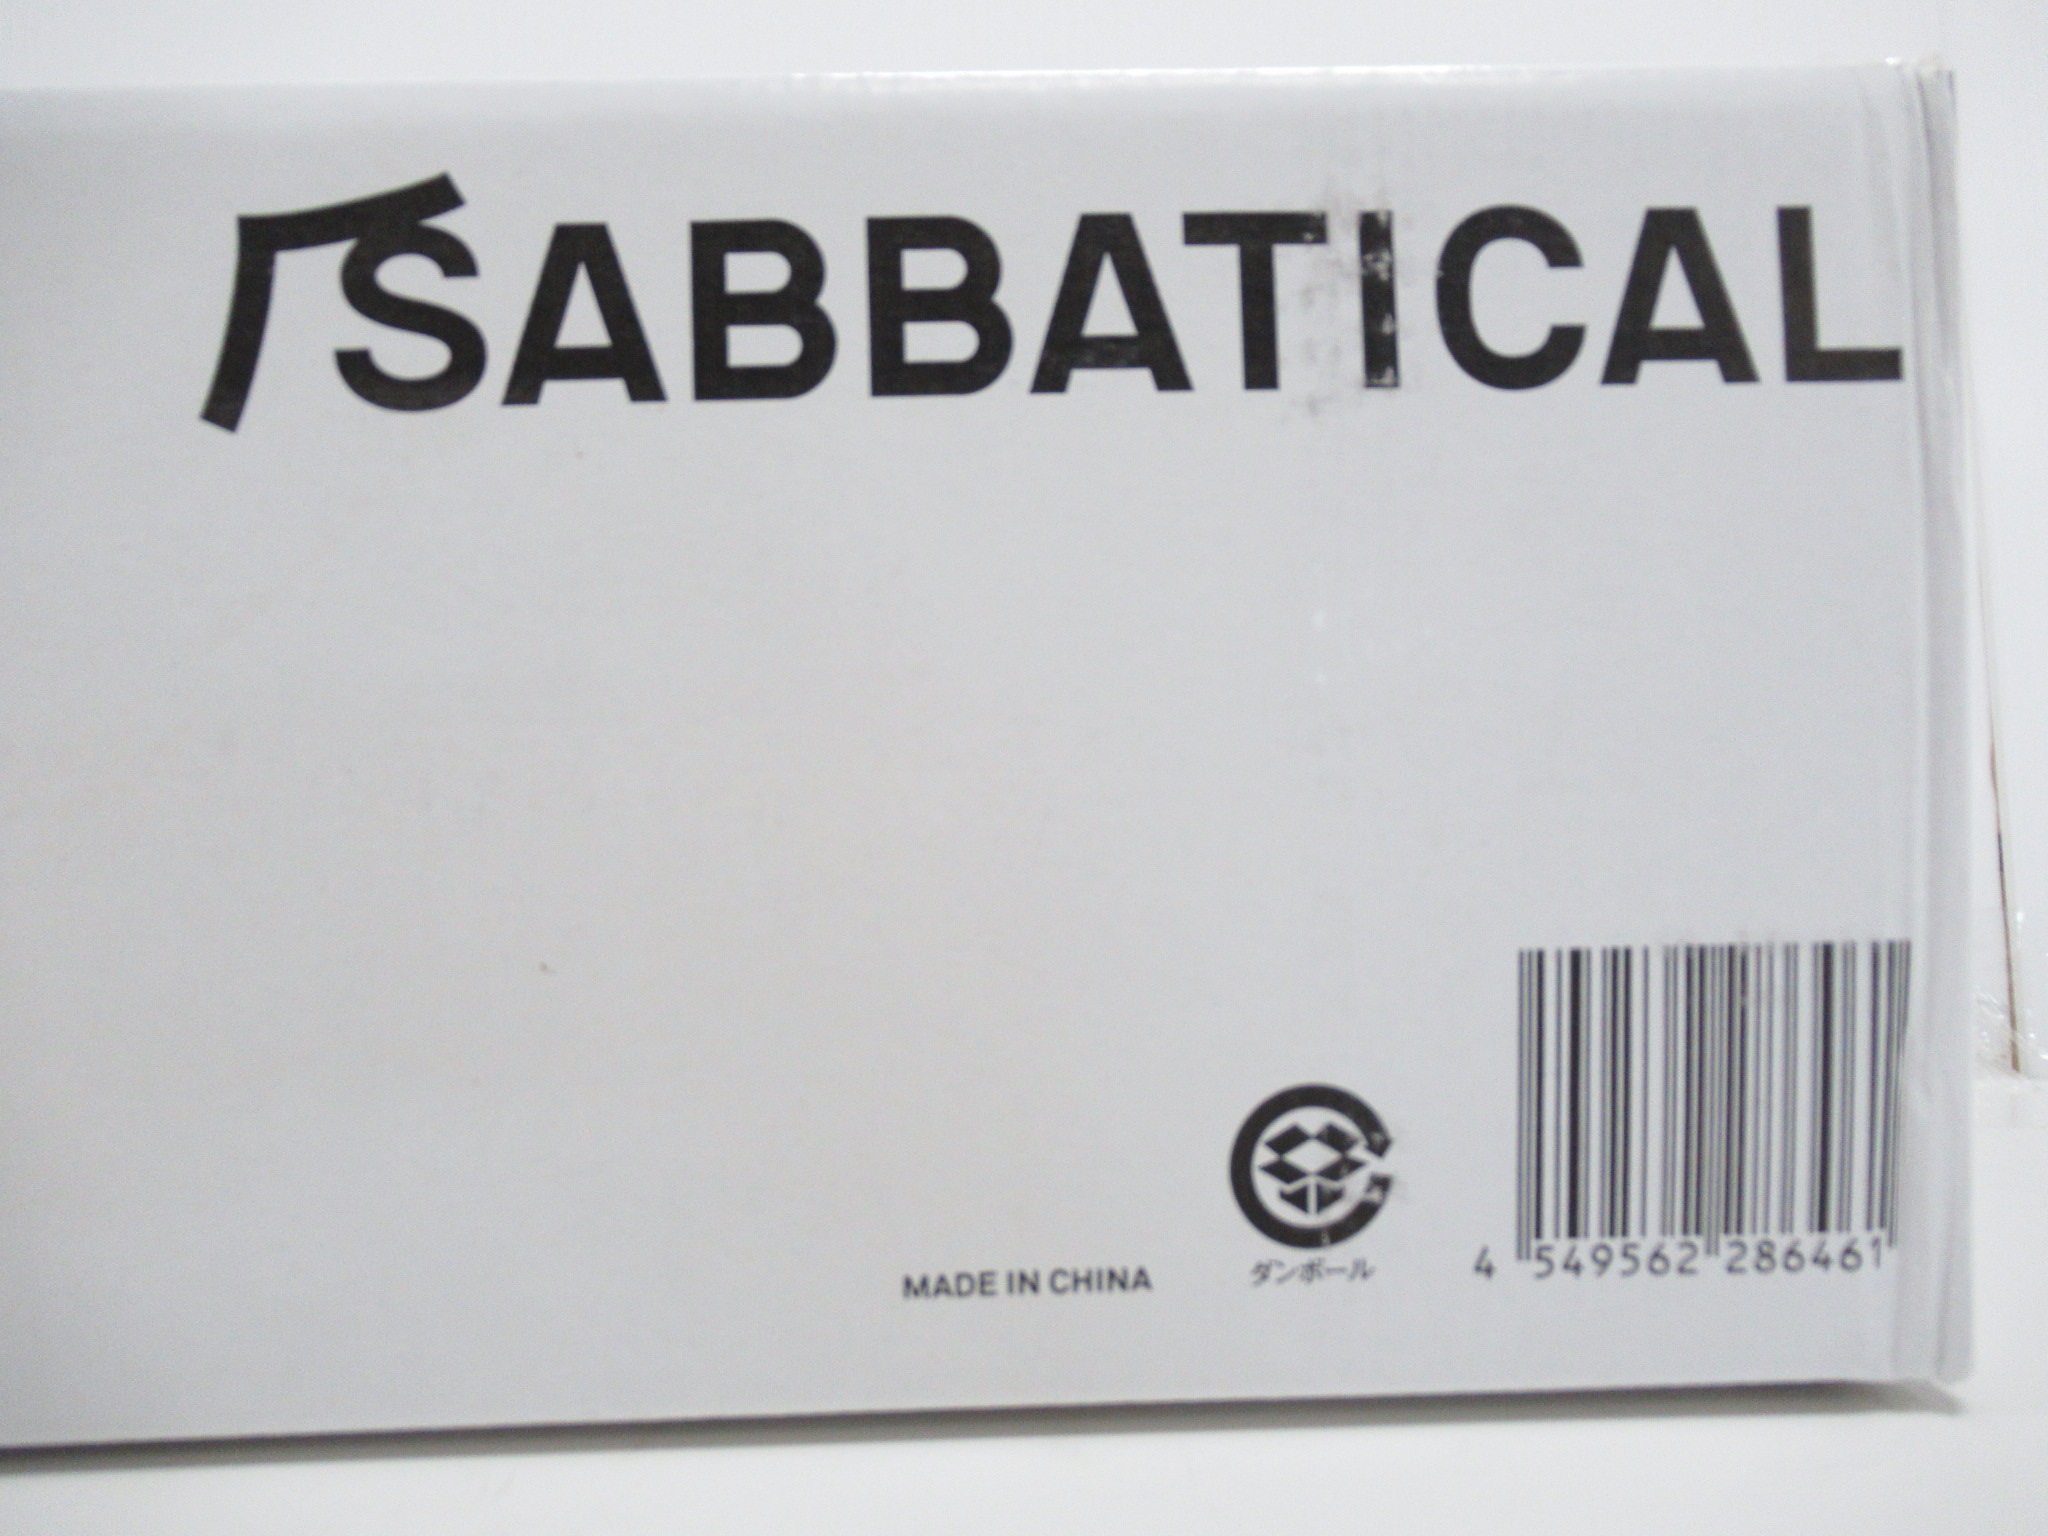 SABBATICAL
MADE IN CHINA
ダンボール
4 549562 286461